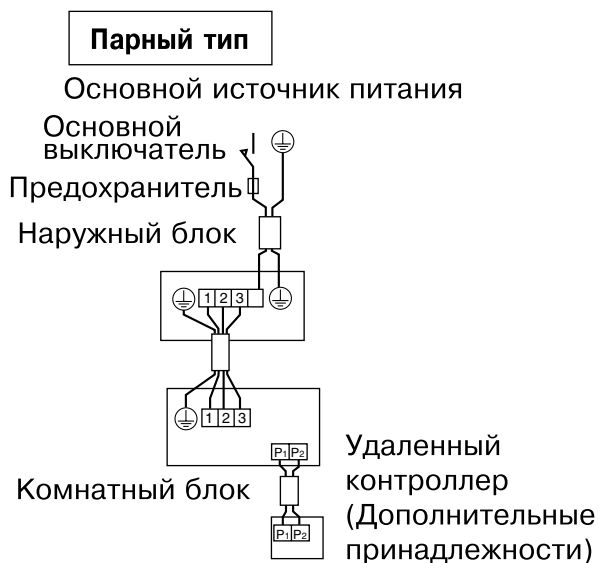 Парный тип
Основной источник питания
Основной
выключатель
Предохранитель
Наружный блок
1 2 3
1 2 3
P1 P2
Комнатный блок
P1 P2
Удаленный
контроллер
(Дополнительные
принадлежности)